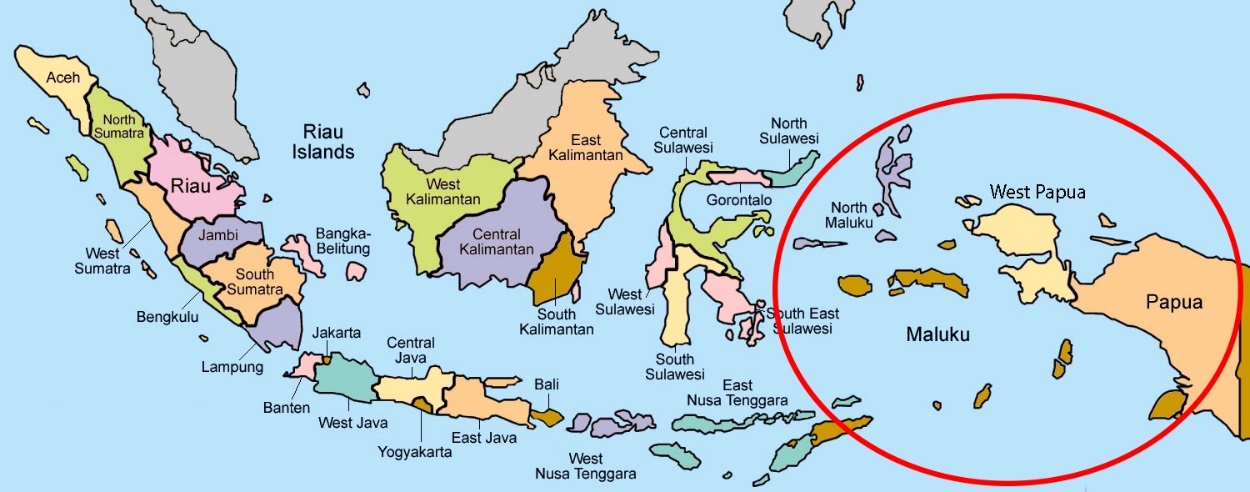 Aceh
North
Sumatra
Riau
Islands
Riau
West
Sumatra
Jambi
Bangka-
Belitung
South
Sumatra
Bengkulu
Lampung
Jakarta
Banten
West Java
Central
Java
Yogyakarta
East Java
Bali
West
Nusa Tenggara
East
Nusa Tenggara
West
Kalimantan
Central
Kalimantan
East
Kalimantan
South
Kalimantan
Central
Sulawesi
North
Sulawesi
Gorontalo
West
Sulawesi
South
Sulawesi
South East
Sulawesi
North
Maluku
Maluku
West Papua
Papua